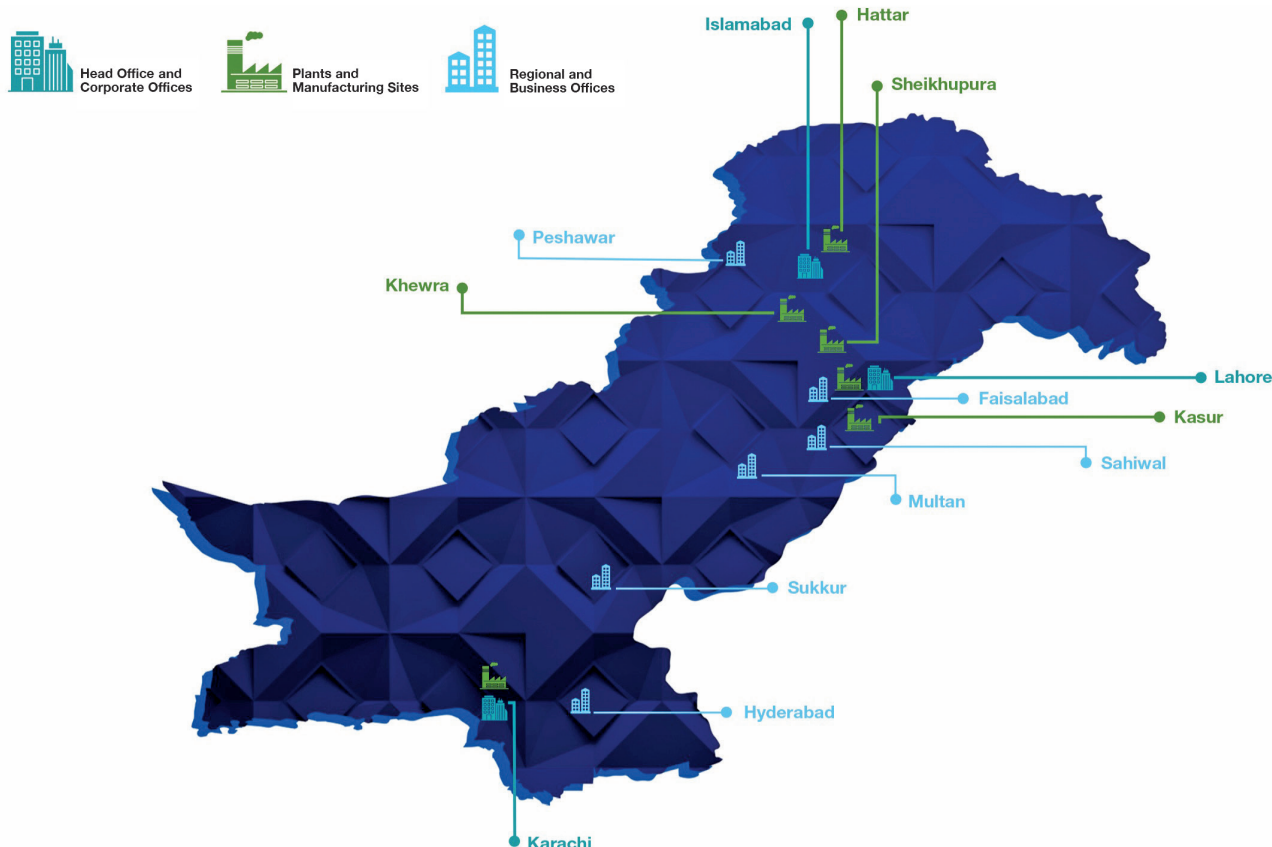 Head Office and
Corporate Offices
Plants and
Manufacturing Sites
Regional and
Business Offices
Islamabad
Hattar
Sheikhupura
Peshawar
Khewra
Lahore
Faisalabad
Kasur
Sahiwal
Multan
Sukkur
Hyderabad
Karachi